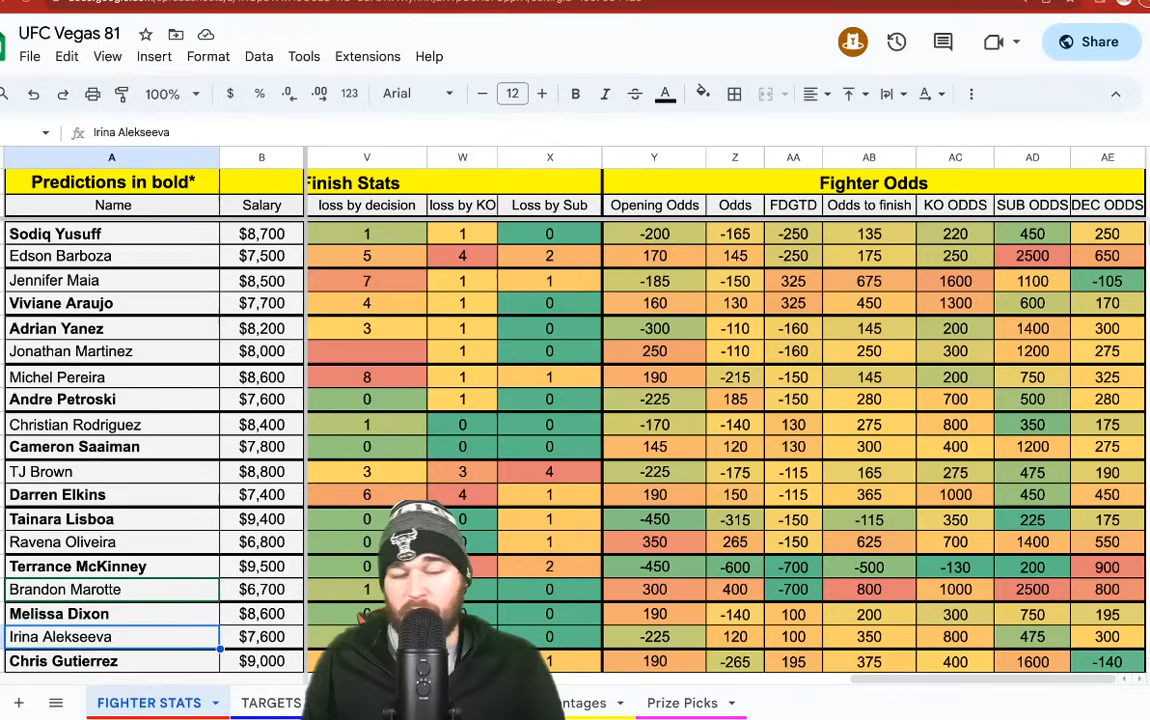 UFC Vegas 81
Share
File Edit View Insert Format Data Tools Extensions Help
100% $ % .0 .00 123 Arial 12 B I A
Irina Alekseeva
A B V W X Y Z AA AB AC AD AE
Predictions in bold* Finish Stats Fighter Odds
Name Salary loss by decision loss by KO Loss by Sub Opening Odds Odds FDGTD Odds to finish KO ODDS SUB ODDS DEC ODDS
Sodiq Yusuff $8,700 1 1 0 -200 -165 -250 135 220 450 250
Edson Barboza $7,500 5 4 2 170 145 -250 175 250 2500 650
Jennifer Maia $8,500 7 1 1 -185 -150 325 675 1600 1100 -105
Viviane Araujo $7,700 4 1 0 160 130 325 450 1300 600 170
Adrian Yanez $8,200 3 1 0 -300 -110 -160 145 200 1400 300
Jonathan Martinez $8,000 1 0 250 -110 -160 250 300 1200 275
Michel Pereira $8,600 8 1 1 190 -215 -150 145 200 750 325
Andre Petroski $7,600 0 1 0 -225 185 -150 280 700 500 280
Christian Rodriguez $8,400 1 0 0 -170 -140 130 275 800 350 175
Cameron Saaiman $7,800 0 0 0 145 120 130 300 400 1200 275
TJ Brown $8,800 3 3 4 -225 -175 -115 165 275 475 190
Darren Elkins $7,400 6 4 1 190 150 -115 365 1000 450 450
Tainara Lisboa $9,400 0 0 1 -450 -315 -150 -115 350 225 175
Ravena Oliveira $6,800 0 1 350 265 -150 625 700 1400 550
Terrance McKinney $9,500 0 2 -450 -600 -700 -500 -130 200 900
Brandon Marotte $6,700 1 0 300 400 -700 800 1000 2500 800
Melissa Dixon $8,600 0 190 -140 100 200 300 750 195
Irina Alekseeva $7,600 0 -225 120 100 350 800 475 300
Chris Gutierrez $9,000 1 190 -265 195 375 400 1600 -140
FIGHTER STATS TARGETS Prize Picks